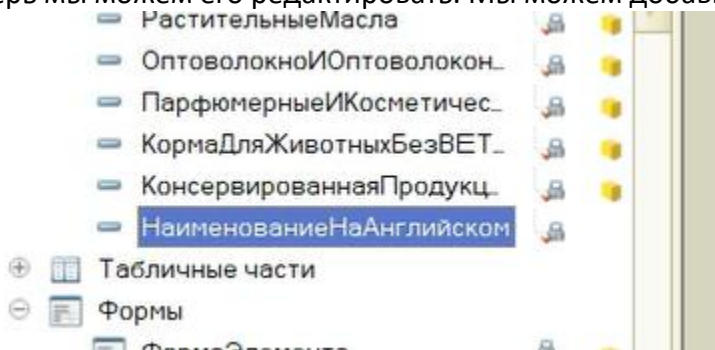 РастительныеМасла
ОптоволокноИОптоволокон...
ПарфюмерныеИКосметичес...
КормаДляЖивотныхБезВЕТ...
КонсервированнаяПродукц...
НаименованиеНаАнглийском
Табличные части
Формы